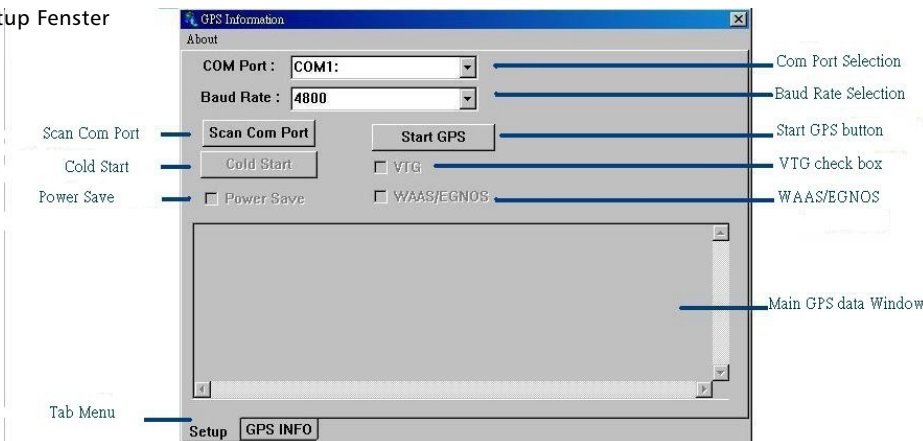 tup Fenster
GPS Information
About
COM Port : COM1: Com Port Selection
Baud Rate : 4800 Baud Rate Selection
Scan Com Port Scan Com Port Start GPS Start GPS button
Cold Start Cold Start VTG VTG check box
Power Save Power Save WAAS/EGNOS WAAS/EGNOS
Main GPS data Window
Tab Menu
Setup GPS INFO